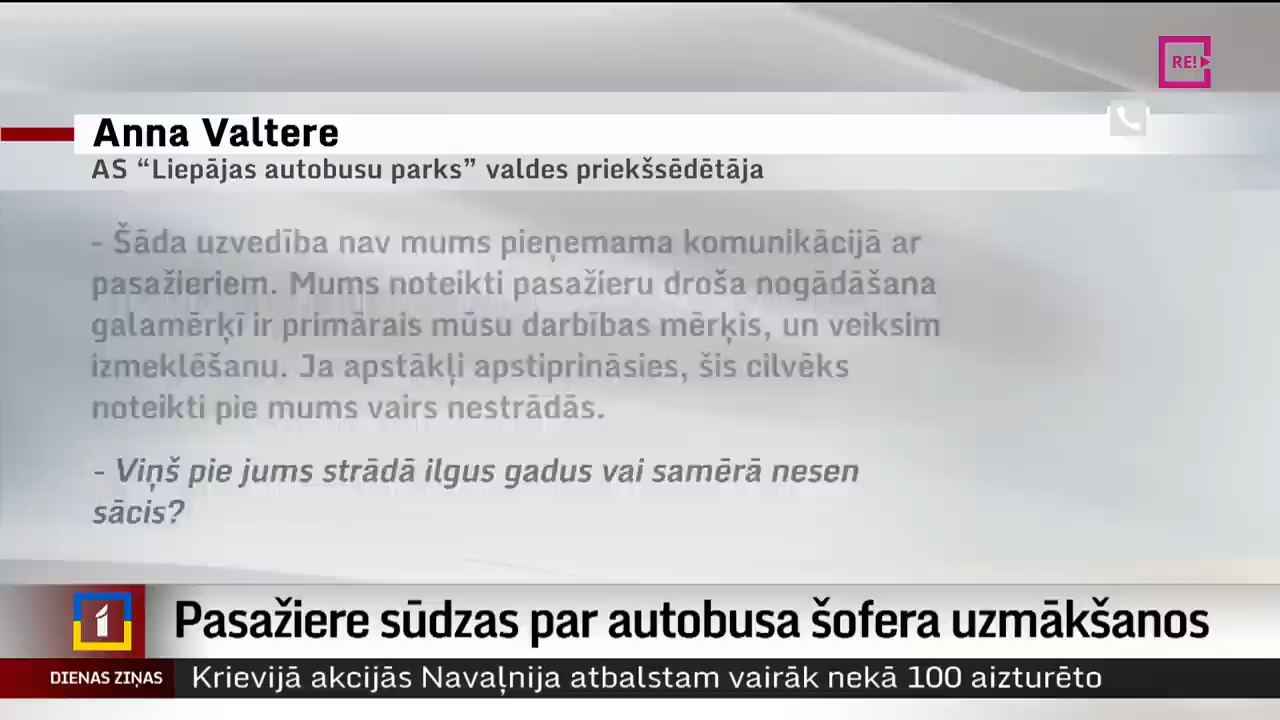 RE!
Anna Valtere
AS “Liepājas autobusu parks” valdes priekšsēdētāja
- Šāda uzvedība nav mums pieņemama komunikācijā ar
pasažieriem. Mums noteikti pasažieru droša nogādāšana
galamērķī ir primārais mūsu darbības mērķis, un veiksim
izmeklēšanu. Ja apstākļi apstiprināsies, šis cilvēks
noteikti pie mums vairs nestrādās.
- Viņš pie jums strādā ilgus gadus vai samērā nesen
sācis?
1
Pasažiere sūdzas par autobusa šofera uzmākšanos
DIENAS ZIŅAS
Krievijā akcijās Navaļnija atbalstam vairāk nekā 100 aizturēto